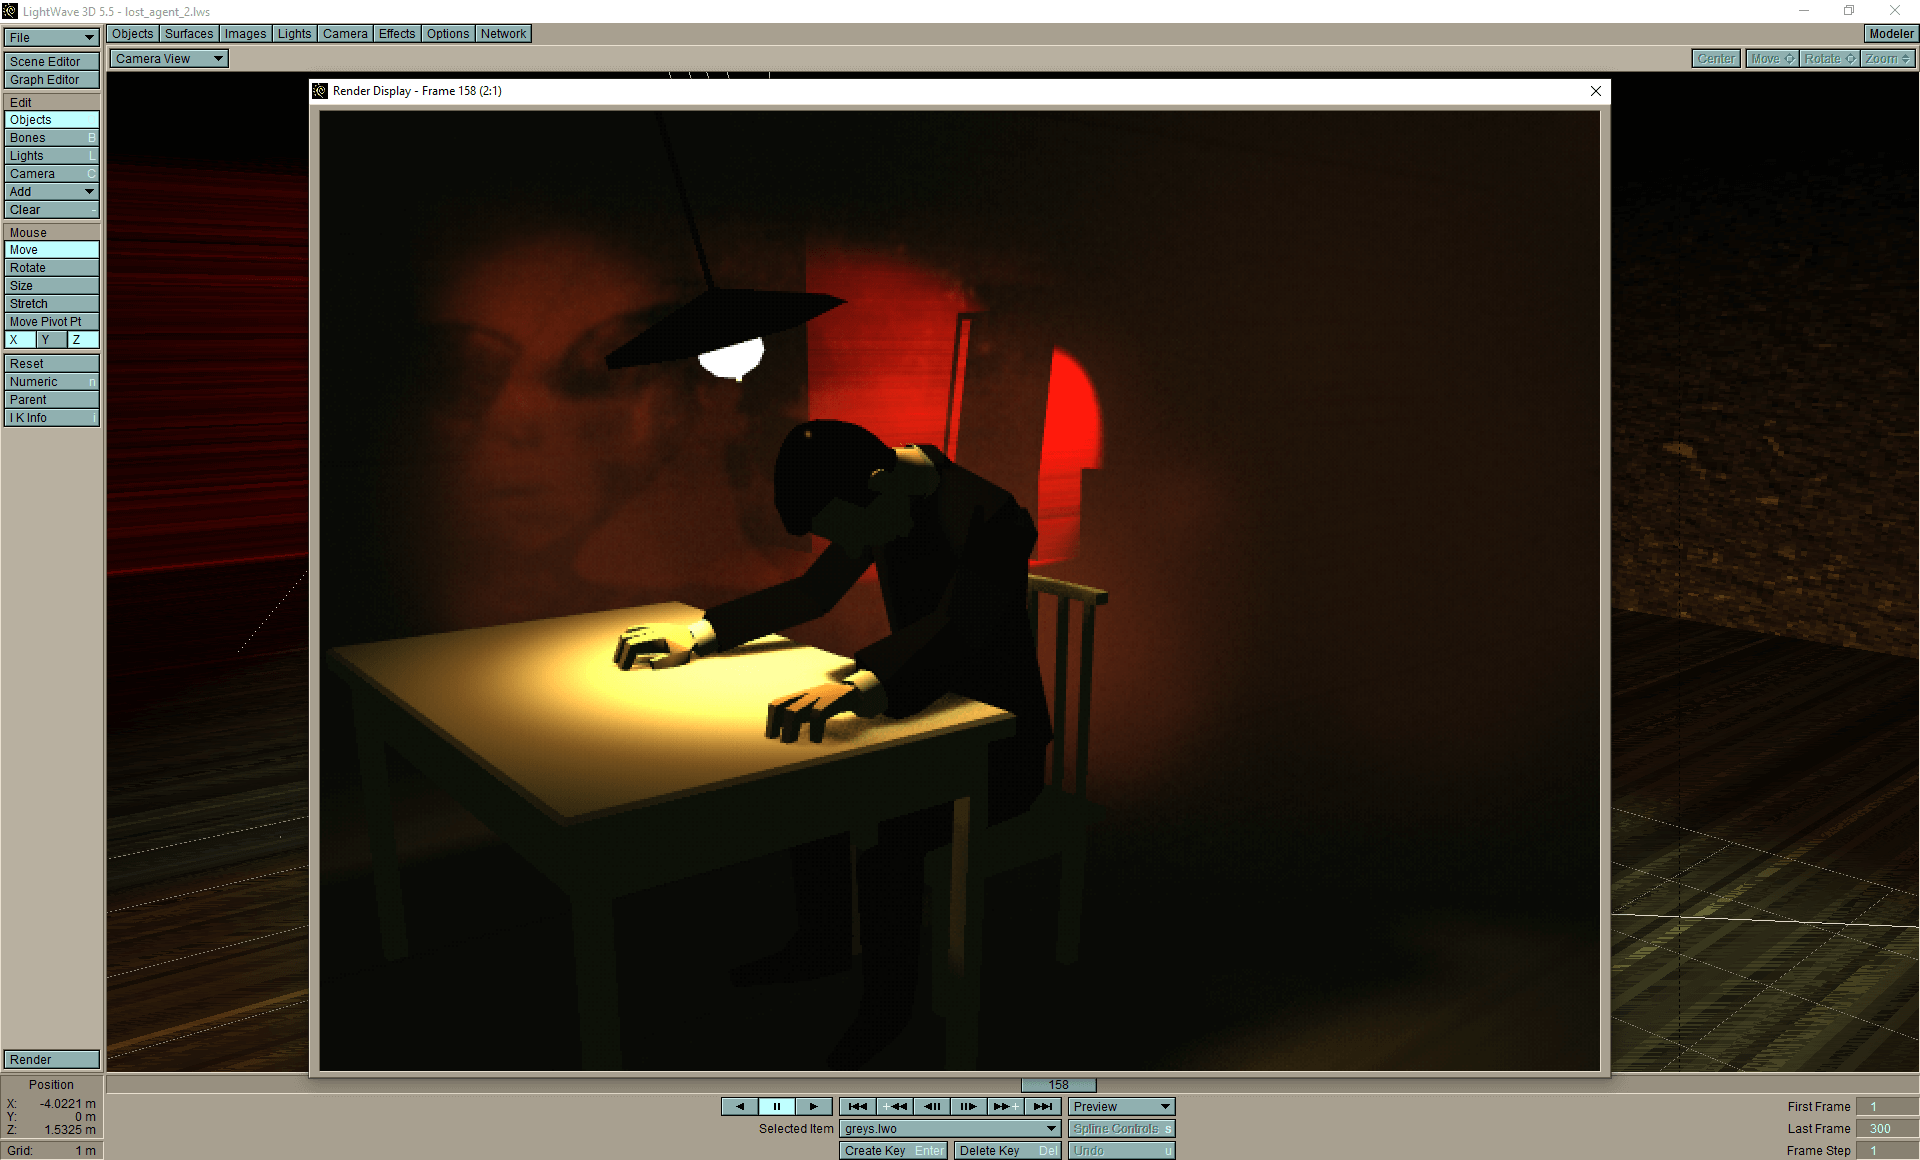 LightWave 3D 5.5 - lost_agent_2.lws
File
Objects Surfaces Images Lights Camera Effects Options Network
Modeler
Camera View
Center Move Rotate Zoom
Scene Editor
Graph Editor
Edit
Objects
Bones B
Lights L
Camera C
Add
Clear -
Mouse
Move
Rotate
Size
Stretch
Move Pivot Pt
X Y Z
Reset
Numeric n
Parent
I K Info i
Render Display - Frame 158 (2:1)
Render
Position
X: -4.0221 m
Y: 0 m
Z: 1.5325 m
Grid: 1 m
158
Preview
Selected Item greys.lwo
Spline Controls s
Create Key Enter
Delete Key Del
Undo u
First Frame 1
Last Frame 300
Frame Step 1